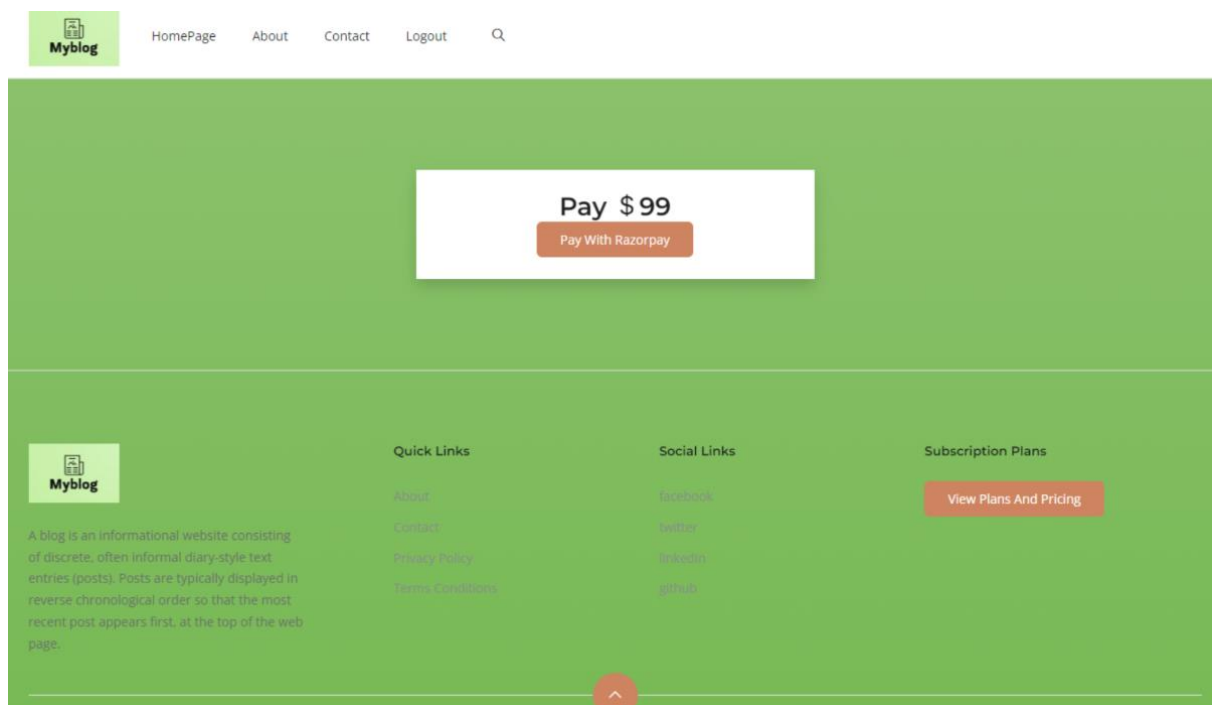 Myblog
HomePage About Contact Logout
Pay $99
Pay With Razorpay
Myblog
A blog is an informational website consisting
of discrete, often informal diary-style text
entries (posts). Posts are typically displayed in
reverse chronological order so that the most
recent post appears first, at the top of the web
page.
Quick Links
About
Contact
Privacy Policy
Terms Conditions
Social Links
facebook
twitter
linkedin
github
Subscription Plans
View Plans And Pricing